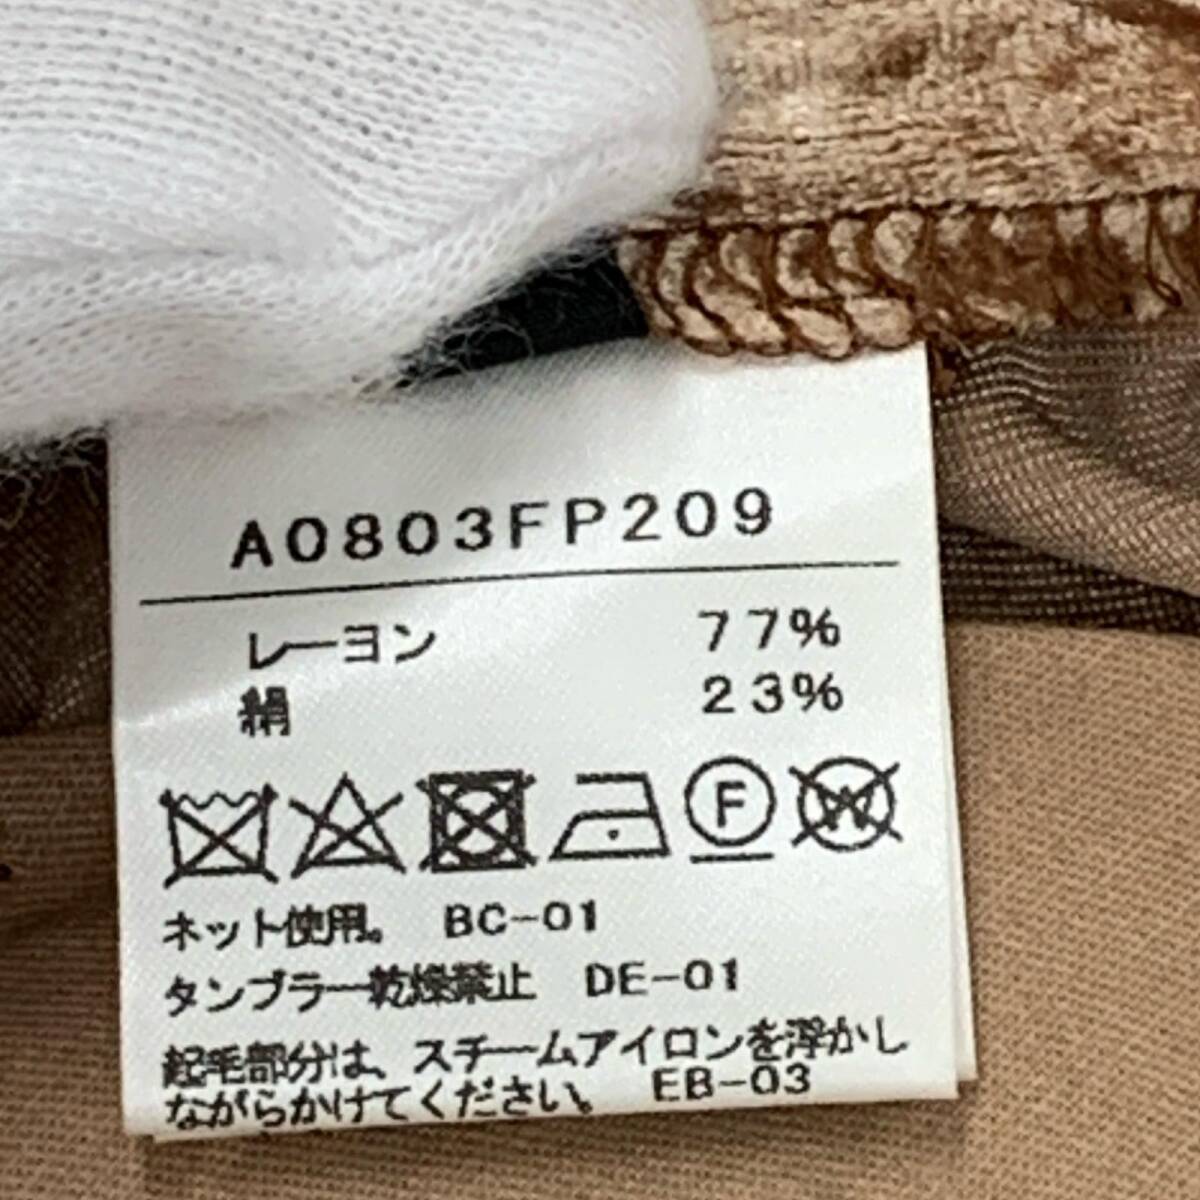 A0803FP209
レーヨン 77%
絹 23%
F W
ネット使用。 BC-01
タンブラー乾燥禁止 DE-01
起毛部分は、スチームアイロンを浮かし
ながらかけてください。 EB-03